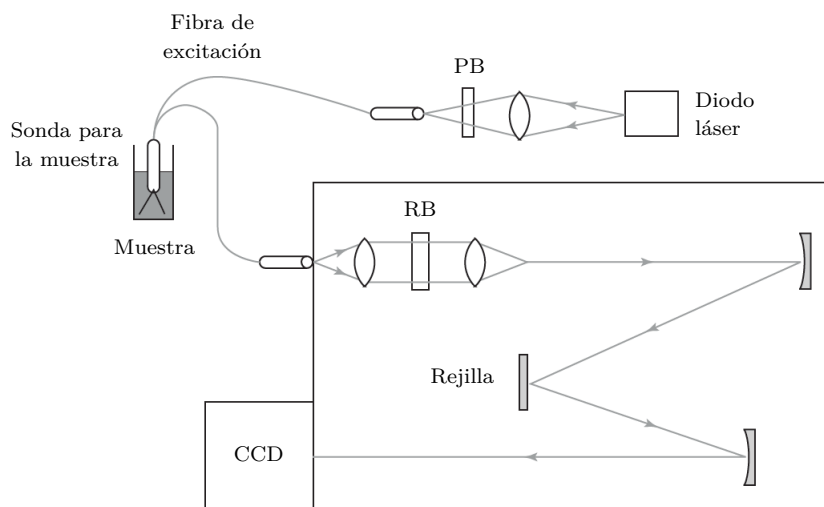 Fibra de
excitación
PB
Diodo
láser
Sonda para
la muestra
Muestra
RB
Rejilla
CCD